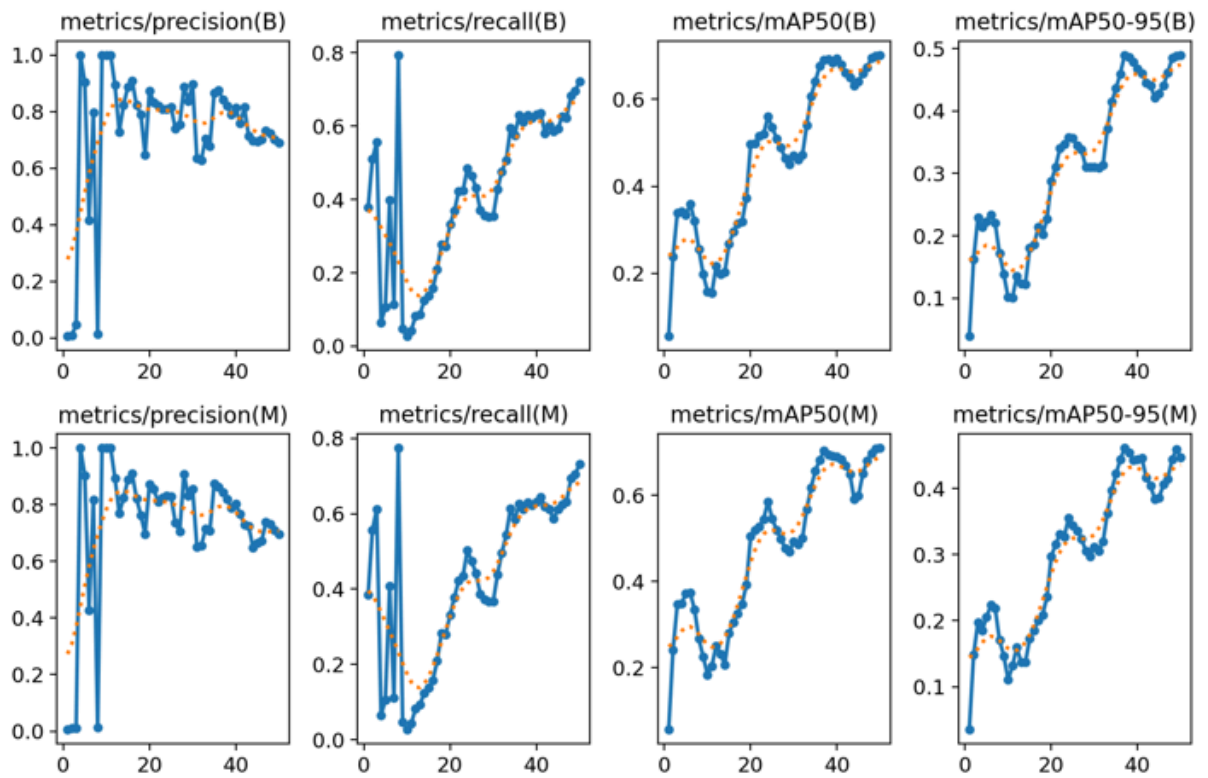 metrics/precision(B) metrics/recall(B) metrics/mAP50(B) metrics/mAP50-95(B)
1.0 0.8 0.6 0.5
0.8 0.6 0.4 0.4
0.6 0.4 0.2 0.3
0.4 0.2 0.2
0.2 0.0 0.1
0.0
0 20 40 0 20 40 0 20 40 0 20 40
metrics/precision(M) metrics/recall(M) metrics/mAP50(M) metrics/mAP50-95(M)
1.0 0.8 0.6 0.4
0.8 0.6 0.4 0.3
0.6 0.4 0.2 0.2
0.4 0.2 0.1
0.2 0.0
0.0
0 20 40 0 20 40 0 20 40 0 20 40